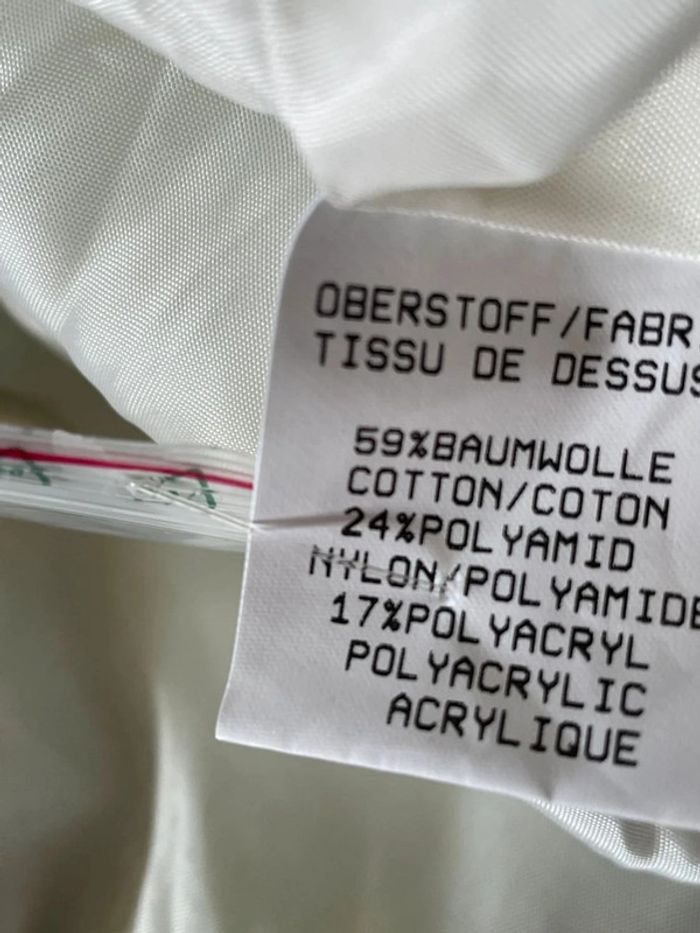 OBERSTOFF/FABR
TISSU DE DESSUS
59%BAUMWOLLE
COTTON/COTON
24%POLYAMID
NYLON/POLYAMIDE
17%POLYACRYL
POLYACRYLIC
ACRYLIQUE